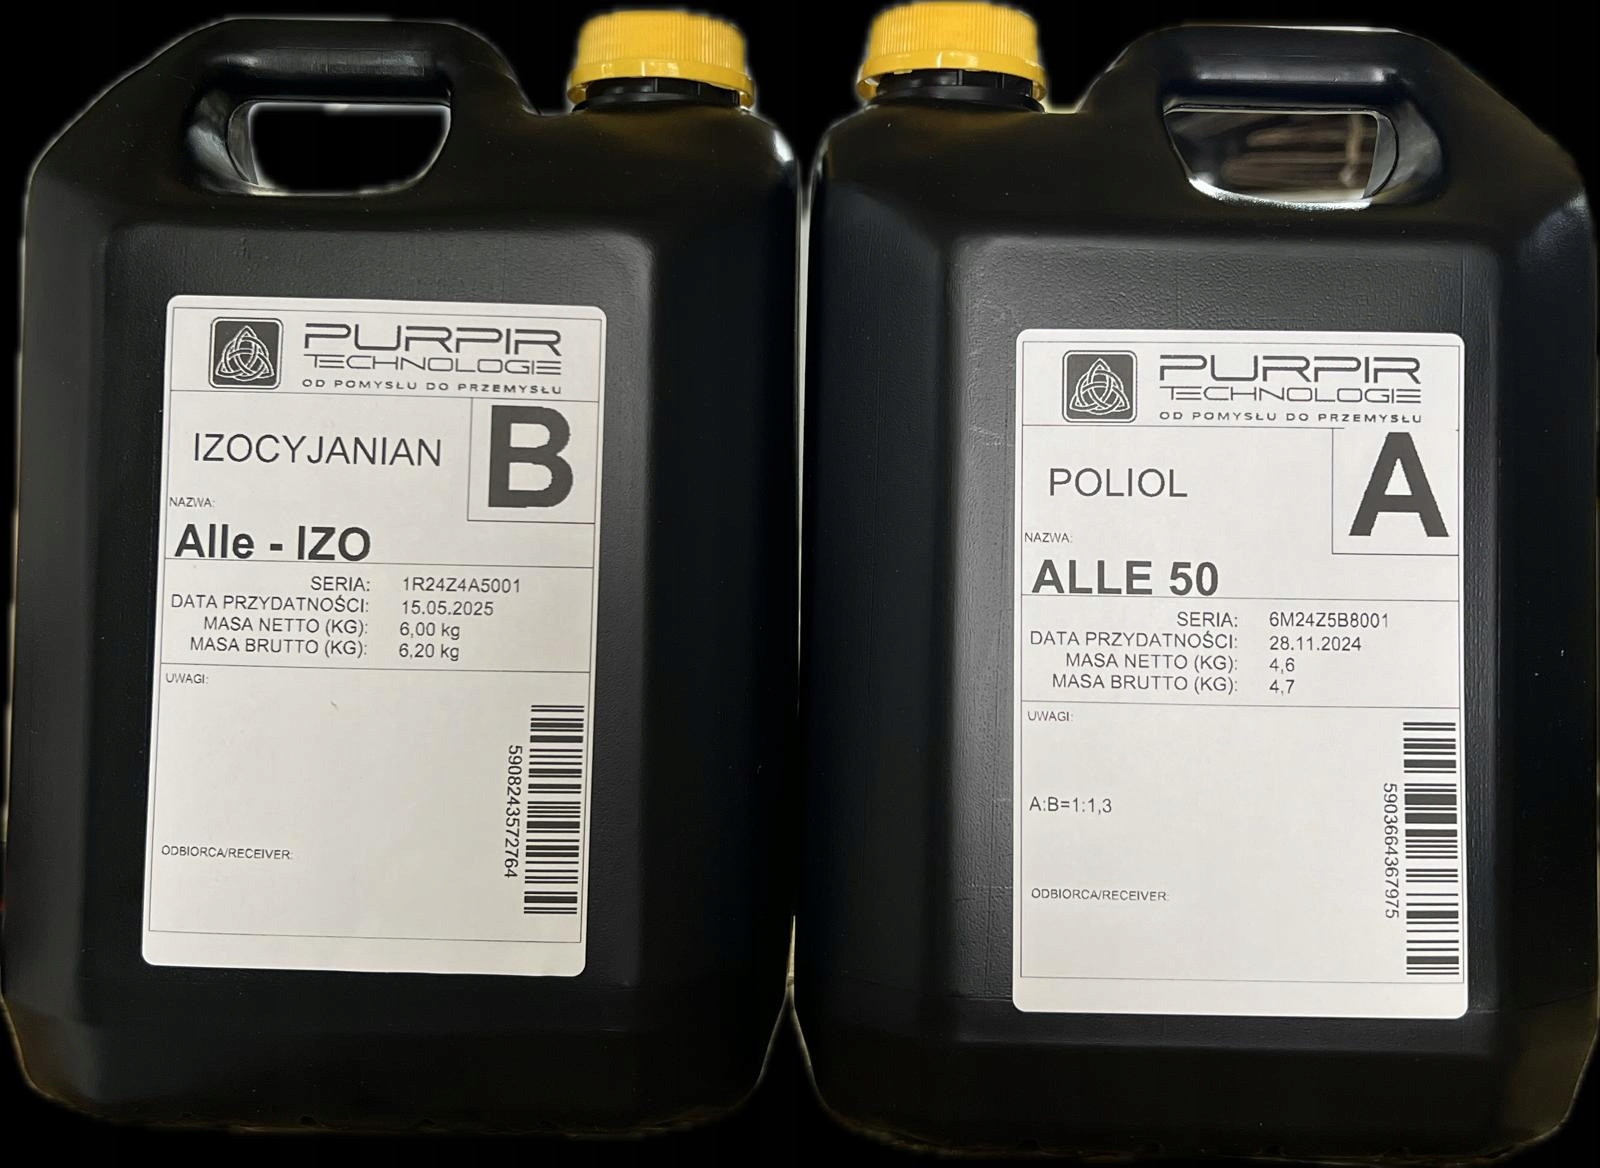 PURPIR
TECHNOLOGIE
OD POMYSŁU DO PRZEMYSŁU
B
IZOCYJANIAN
NAZWA:
Alle - IZO
SERIA: 1R24Z4A5001
DATA PRZYDATNOŚCI: 15.05.2025
MASA NETTO (KG): 6,00 kg
MASA BRUTTO (KG): 6,20 kg
UWAGI:
5908243572764
ODBIORCA/RECEIVER:
PURPIR
TECHNOLOGIE
OD POMYSŁU DO PRZEMYSŁU
A
POLIOL
NAZWA:
ALLE 50
SERIA: 6M24Z5B8001
DATA PRZYDATNOŚCI: 28.11.2024
MASA NETTO (KG): 4,6
MASA BRUTTO (KG): 4,7
UWAGI:
A:B=1:1,3
5903664367975
ODBIORCA/RECEIVER: